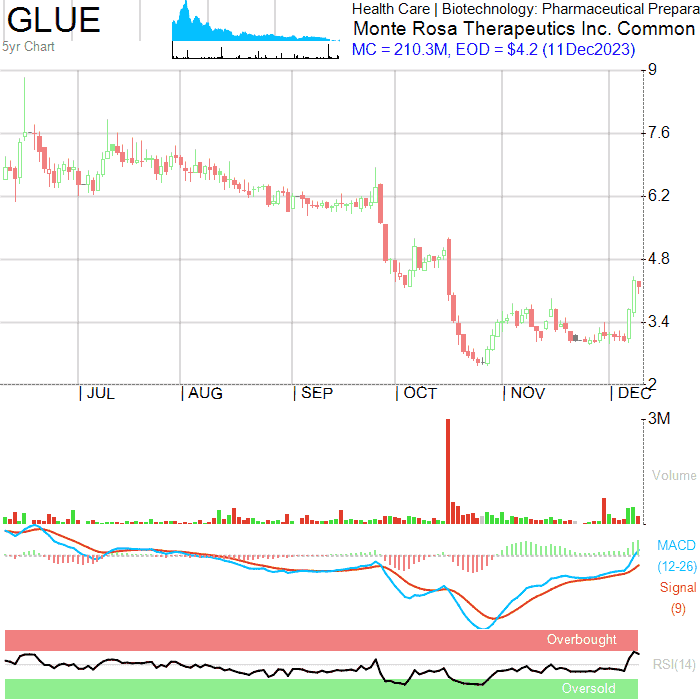 GLUE
5yr Chart
Health Care | Biotechnology: Pharmaceutical Prepara
Monte Rosa Therapeutics Inc. Common
MC = 210.3M, EOD = $4.2 (11Dec2023)
9
7.6
6.2
4.8
3.4
2
| JUL | AUG | SEP | OCT | NOV | DEC
3M
Volume
MACD
(12-26)
Signal
(9)
Overbought
RSI(14)
Oversold